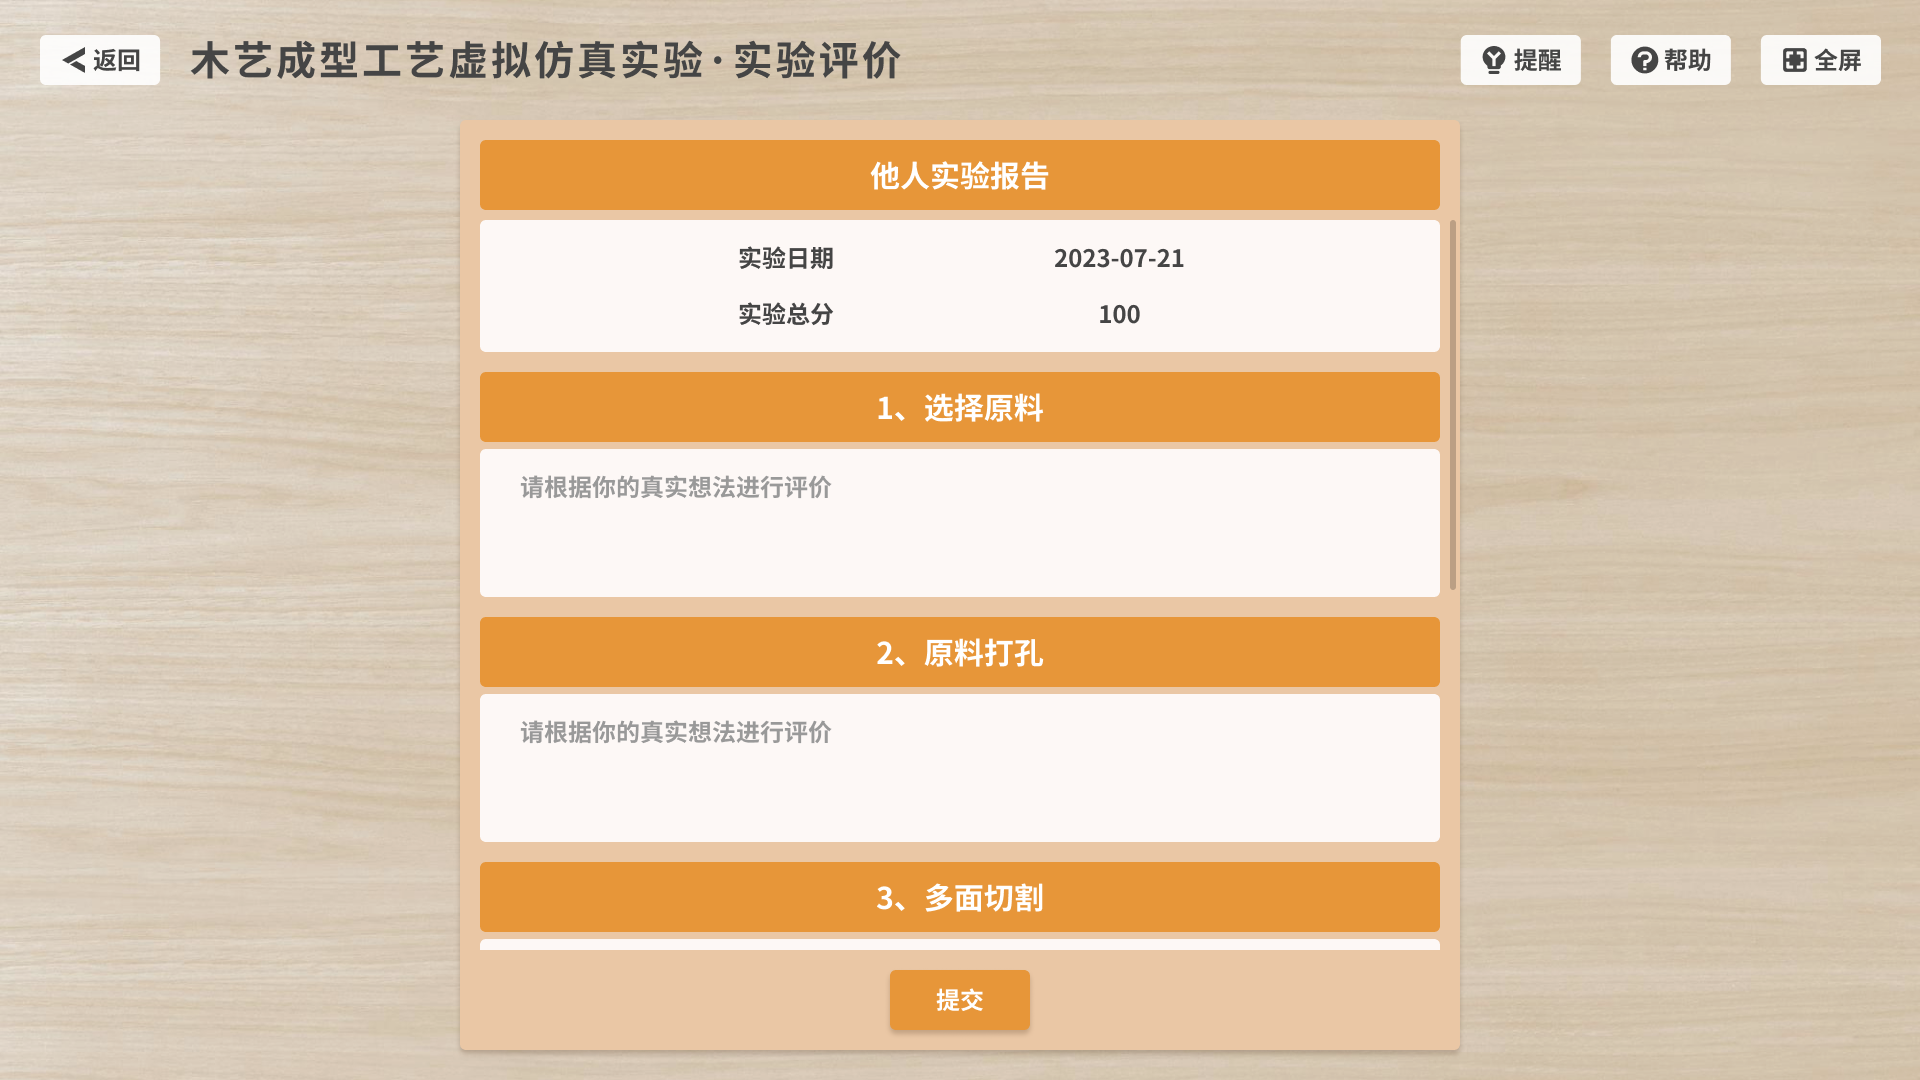 返回
木艺成型工艺虚拟仿真实验·实验评价
提醒
帮助
全屏
他人实验报告
实验日期 2023-07-21
实验总分 100
1、选择原料
请根据你的真实想法进行评价
2、原料打孔
请根据你的真实想法进行评价
3、多面切割
提交